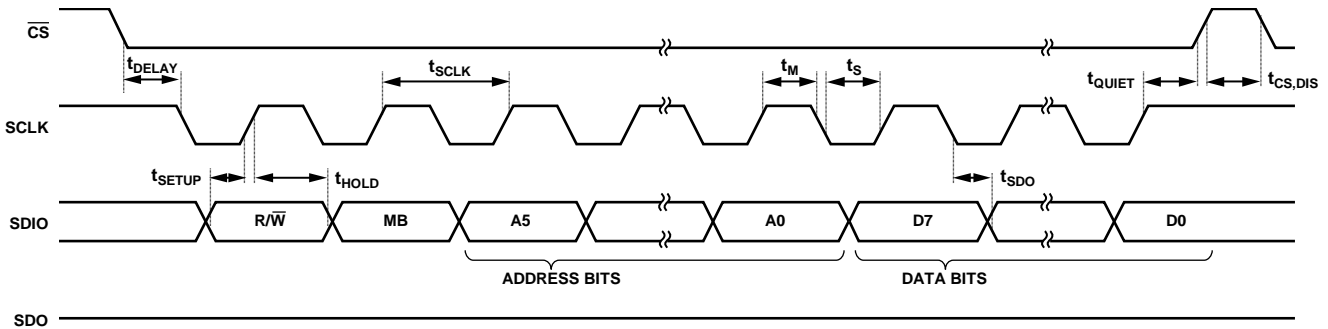 CS
tDELAY
tSCLK
tM
tS
tQUIET
tCS,DIS
SCLK
tSETUP
tHOLD
tSDO
SDIO
R/W
MB
A5
A0
D7
D0
ADDRESS BITS
DATA BITS
SDO